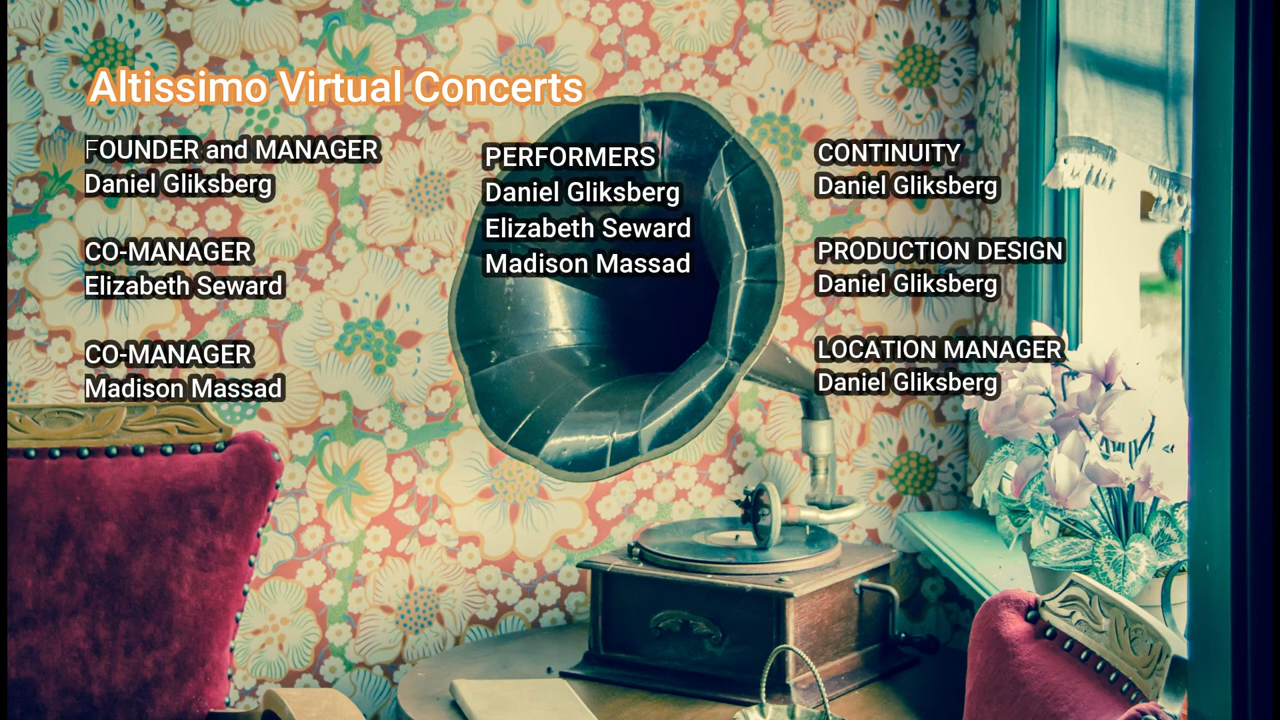 Altissimo Virtual Concerts
FOUNDER and MANAGER
Daniel Gliksberg
CO-MANAGER
Elizabeth Seward
CO-MANAGER
Madison Massad
PERFORMERS
Daniel Gliksberg
Elizabeth Seward
Madison Massad
CONTINUITY
Daniel Gliksberg
PRODUCTION DESIGN
Daniel Gliksberg
LOCATION MANAGER
Daniel Gliksberg